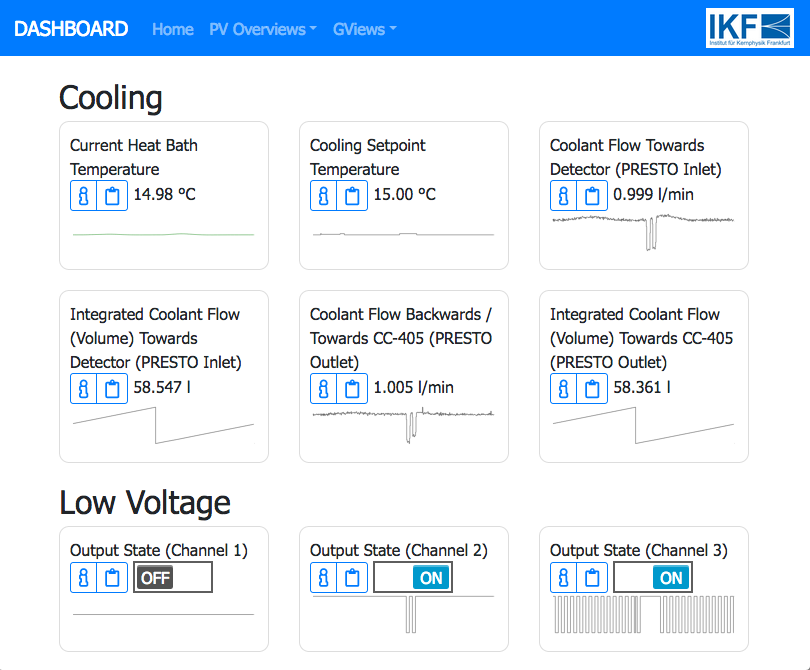 DASHBOARD Home PV Overviews GViews
IKF
Institut für Kernphysik Frankfurt
Cooling
Current Heat Bath
Temperature
14.98 °C
Cooling Setpoint
Temperature
15.00 °C
Coolant Flow Towards
Detector (PRESTO Inlet)
0.999 l/min
Integrated Coolant Flow
(Volume) Towards
Detector (PRESTO Inlet)
58.547 l
Coolant Flow Backwards /
Towards CC-405 (PRESTO
Outlet)
1.005 l/min
Integrated Coolant Flow
(Volume) Towards CC-405
(PRESTO Outlet)
58.361 l
Low Voltage
Output State (Channel 1)
OFF
Output State (Channel 2)
ON
Output State (Channel 3)
ON